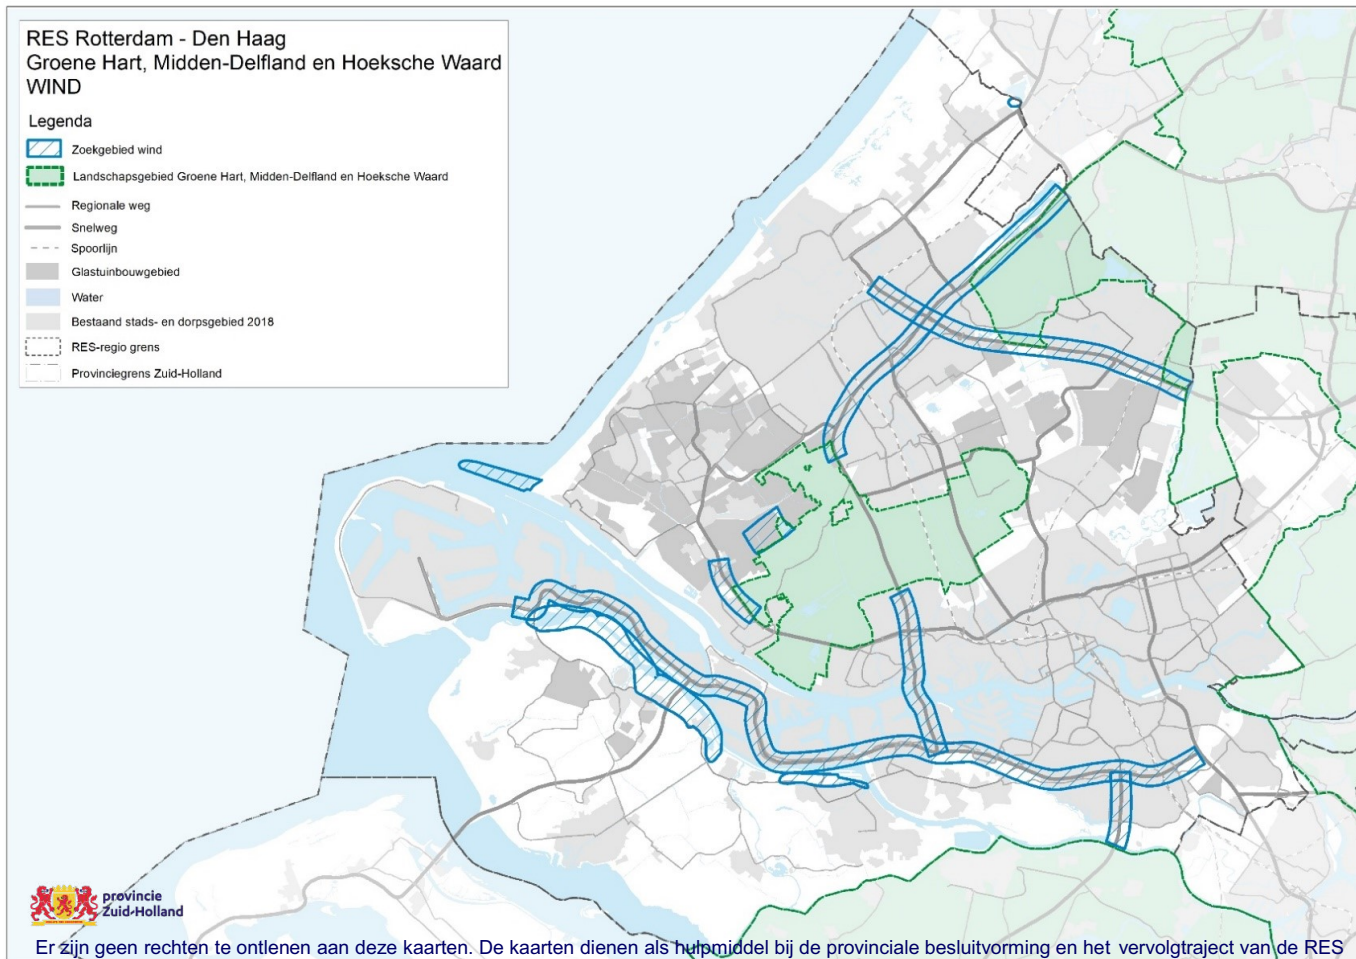 RES Rotterdam - Den Haag
Groene Hart, Midden-Delfland en Hoeksche Waard
WIND
Legenda
Zoekgebied wind
Landschapsgebied Groene Hart, Midden-Delfland en Hoeksche Waard
Regionale weg
Snelweg
Spoorlijn
Glastuinbouwgebied
Water
Bestaand stads- en dorpsgebied 2018
RES-regio grens
Provinciegrens Zuid-Holland
provincie
Zuid-Holland
Er zijn geen rechten te ontlenen aan deze kaarten. De kaarten dienen als hulpmiddel bij de provinciale besluitvorming en het vervolgtraject van de RES